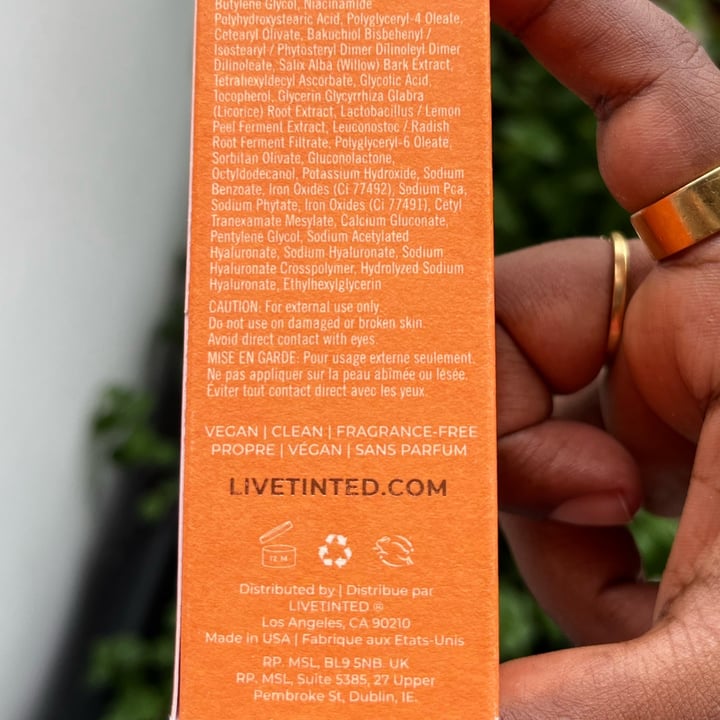 Butylene Glycol, Niacinamide
Polyhydroxystearic Acid, Polyglyceryl-4 Oleate,
Cetearyl Olivate, Bakuchiol Bisbehenyl /
Isostearyl / Phytosteryl Dimer Dilinoleyl Dimer
Dilinoleate, Salix Alba (Willow) Bark Extract,
Tetrahexyldecyl Ascorbate, Glycolic Acid,
Tocopherol, Glycerin Glycyrrhiza Glabra
(Licorice) Root Extract, Lactobacillus / Lemon
Peel Ferment Extract, Leuconostoc / Radish
Root Ferment Filtrate, Polyglyceryl-6 Oleate,
Sorbitan Olivate, Gluconolactone,
Octyldodecanol, Potassium Hydroxide, Sodium
Benzoate, Iron Oxides (Ci 77492), Sodium Pca,
Sodium Phytate, Iron Oxides (Ci 77491), Cetyl
Tranexamate Mesylate, Calcium Gluconate,
Pentylene Glycol, Sodium Acetylated
Hyaluronate, Sodium Hyaluronate, Sodium
Hyaluronate Crosspolymer, Hydrolyzed Sodium
Hyaluronate, Ethylhexylglycerin
CAUTION: For external use only.
Do not use on damaged or broken skin.
Avoid direct contact with eyes.
MISE EN GARDE: Pour usage externe seulement.
Ne pas appliquer sur la peau abîmée ou lésée.
Éviter tout contact direct avec les yeux.
VEGAN | CLEAN | FRAGRANCE-FREE
PROPRE | VÉGAN | SANS PARFUM
LIVETINTED.COM
12 M
Distributed by | Distribue par
LIVETINTED ®
Los Angeles, CA 90210
Made in USA | Fabrique aux Etats-Unis
RP. MSL, BL9 5NB. UK
RP. MSL, Suite 5385, 27 Upper
Pembroke St, Dublin, IE.